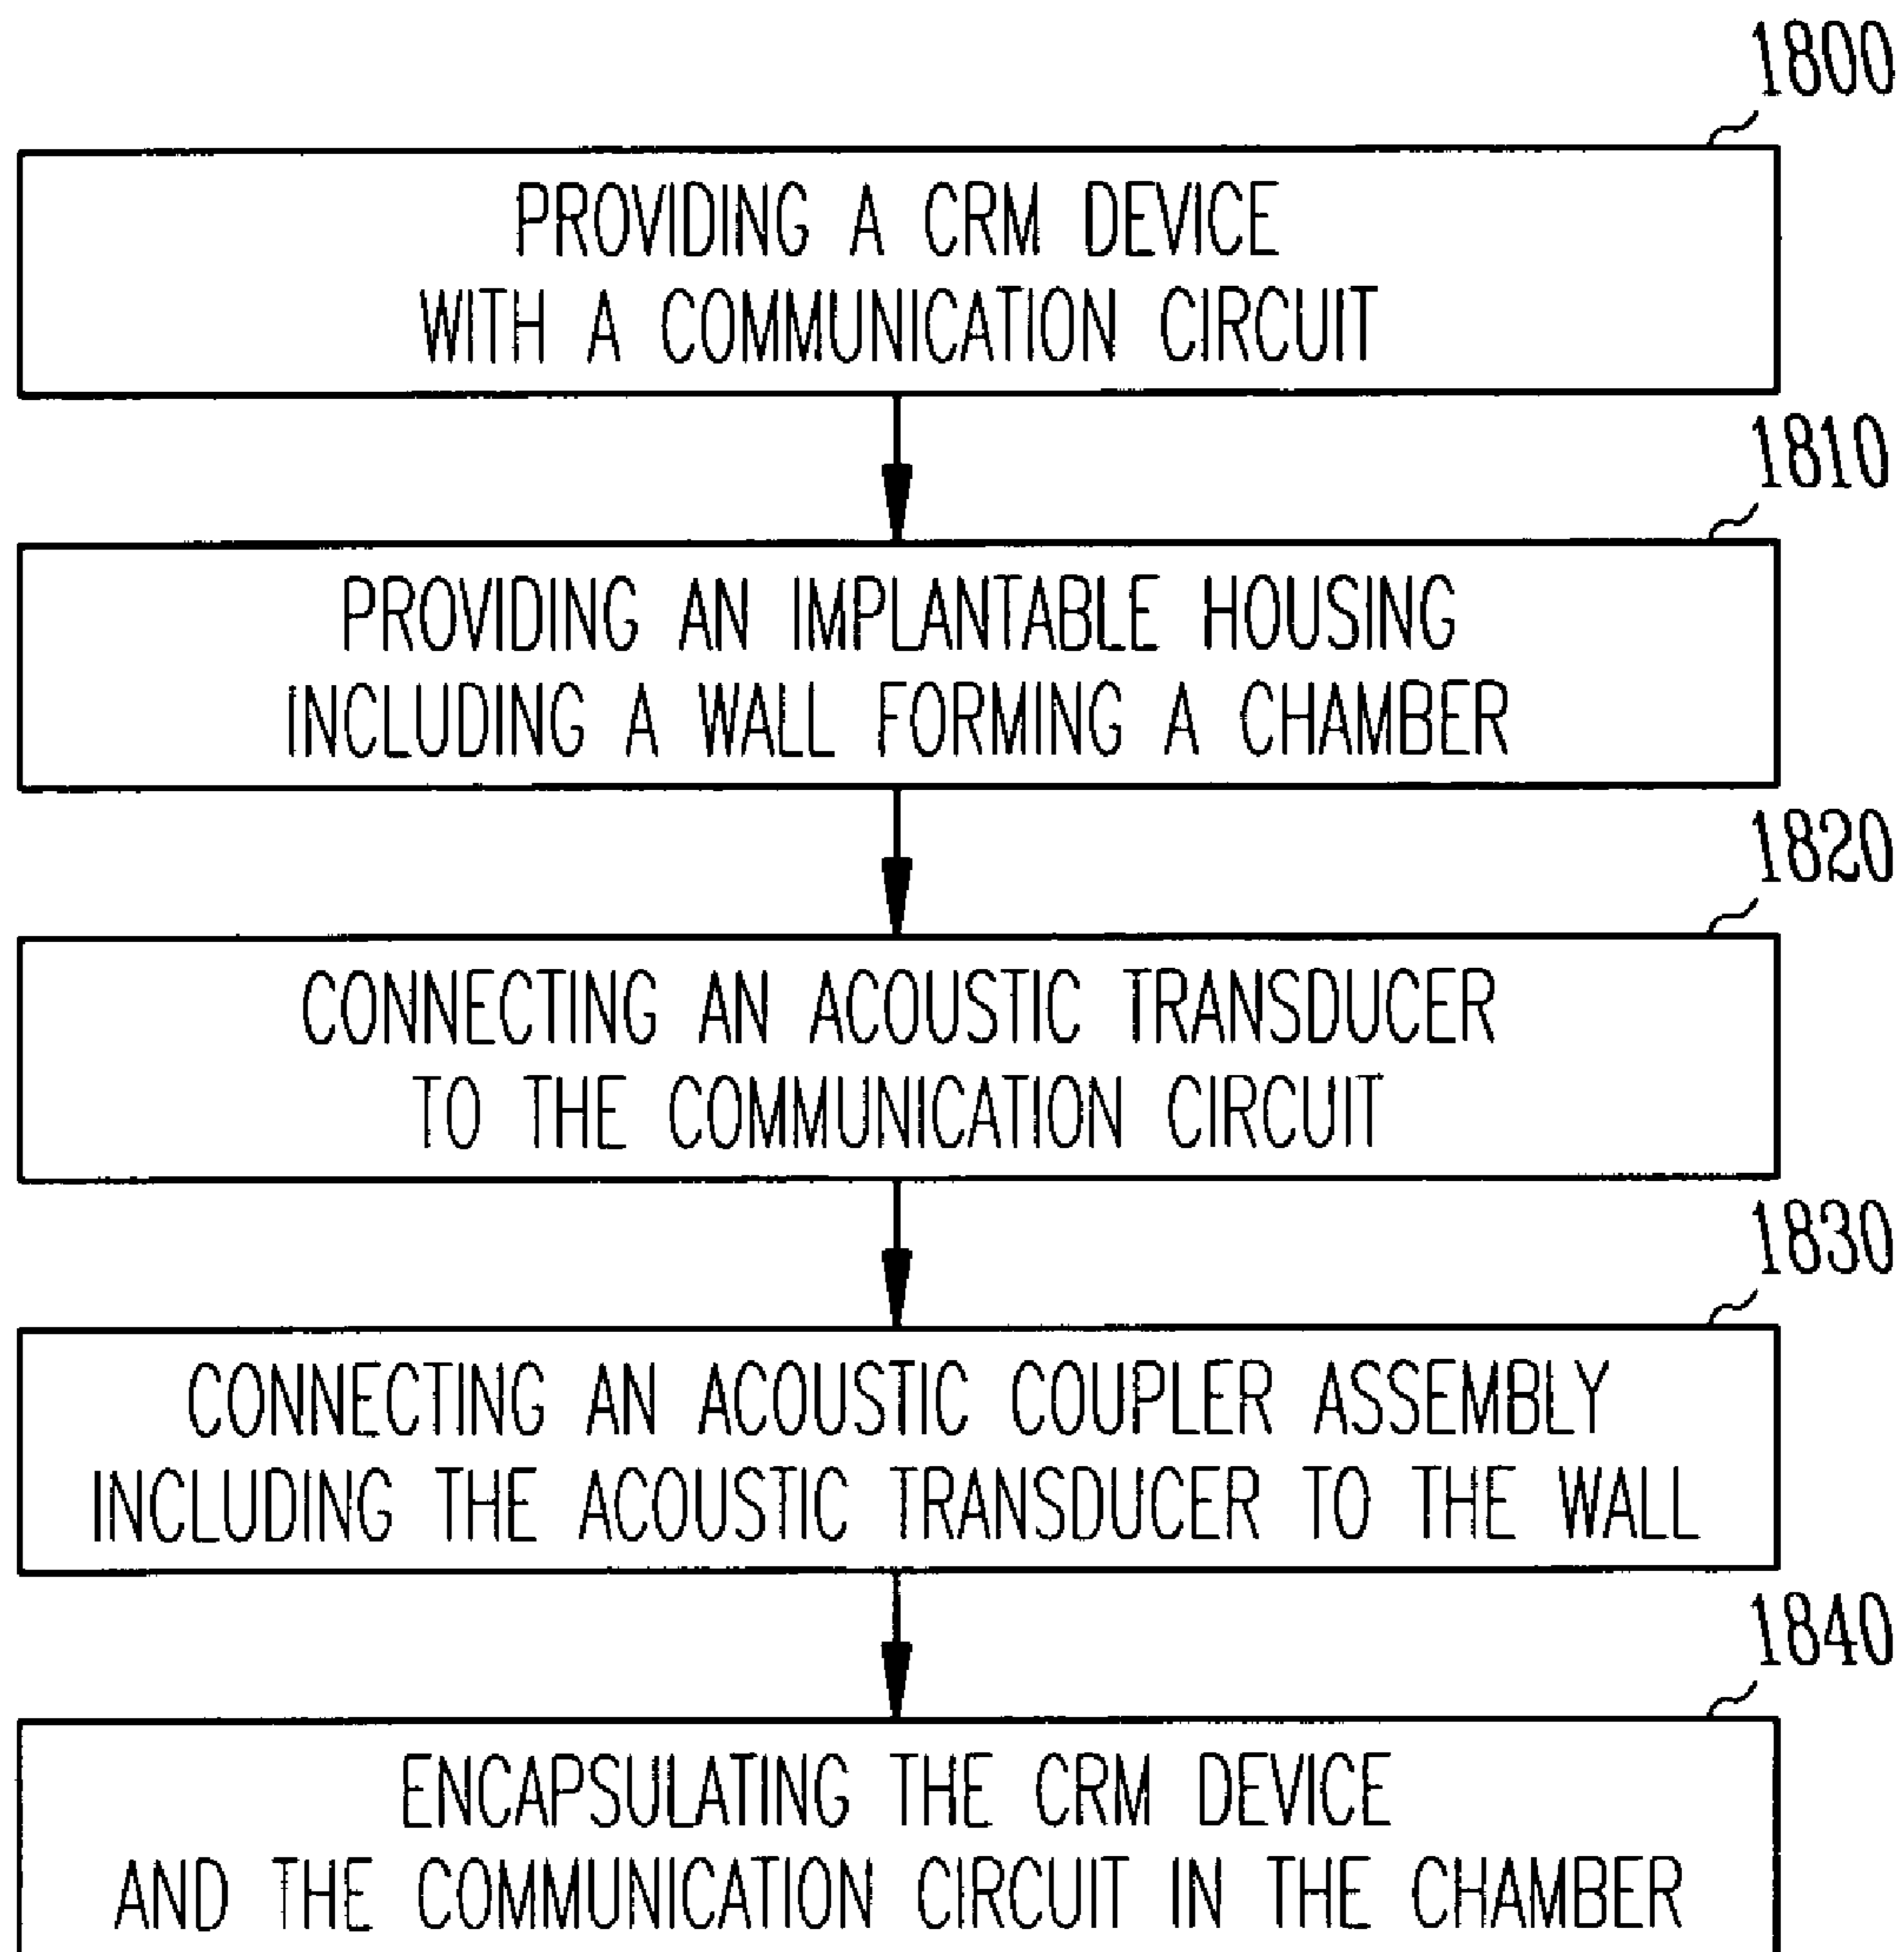 1800
PROVIDING A CRM DEVICE
WITH A COMMUNICATION CIRCUIT
1810
PROVIDING AN IMPLANTABLE HOUSING
INCLUDING A WALL FORMING A CHAMBER
1820
CONNECTING AN ACOUSTIC TRANSDUCER
TO THE COMMUNICATION CIRCUIT
1830
CONNECTING AN ACOUSTIC COUPLER ASSEMBLY
INCLUDING THE ACOUSTIC TRANSDUCER TO THE WALL
1840
ENCAPSULATING THE CRM DEVICE
AND THE COMMUNICATION CIRCUIT IN THE CHAMBER